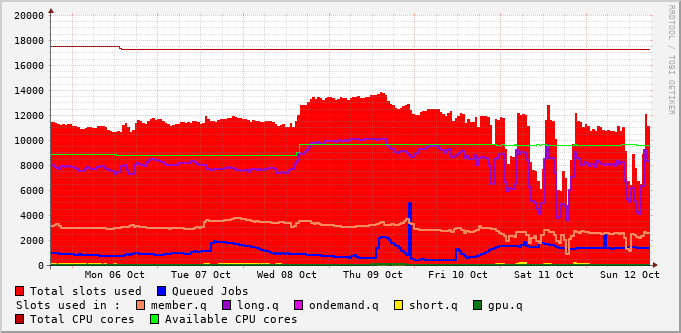 20000
18000
16000
14000
12000
10000
8000
6000
4000
2000
0
Mon 06 Oct Tue 07 Oct Wed 08 Oct Thu 09 Oct Fri 10 Oct Sat 11 Oct Sun 12 Oct
RRDTOOL / TOBI OETIKER
Total slots used Queued Jobs
Slots used in : member.q long.q ondemand.q short.q gpu.q
Total CPU cores Available CPU cores